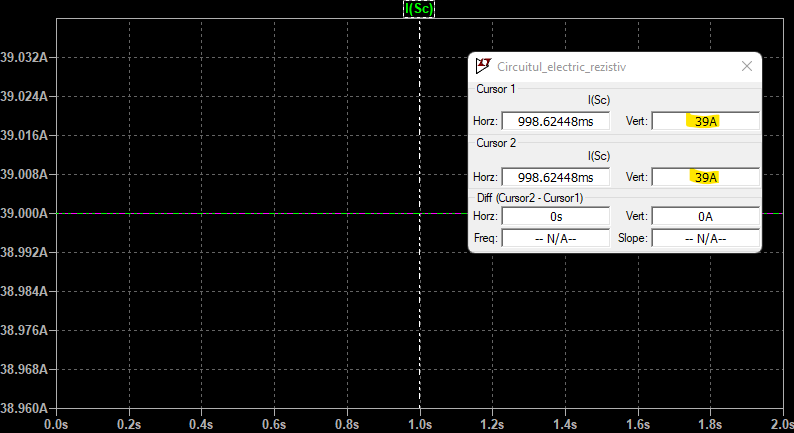 I(Sc)
39.032A
39.024A
39.016A
39.008A
39.000A
38.992A
38.984A
38.976A
38.968A
38.960A
0.0s 0.2s 0.4s 0.6s 0.8s 1.0s 1.2s 1.4s 1.6s 1.8s 2.0s
Circuitul_electric_rezistiv
Cursor 1
I(Sc)
Horz: 998.62448ms Vert: 39A
Cursor 2
I(Sc)
Horz: 998.62448ms Vert: 39A
Diff (Cursor2 - Cursor1)
Horz: 0s Vert: 0A
Freq: -- N/A-- Slope: -- N/A--